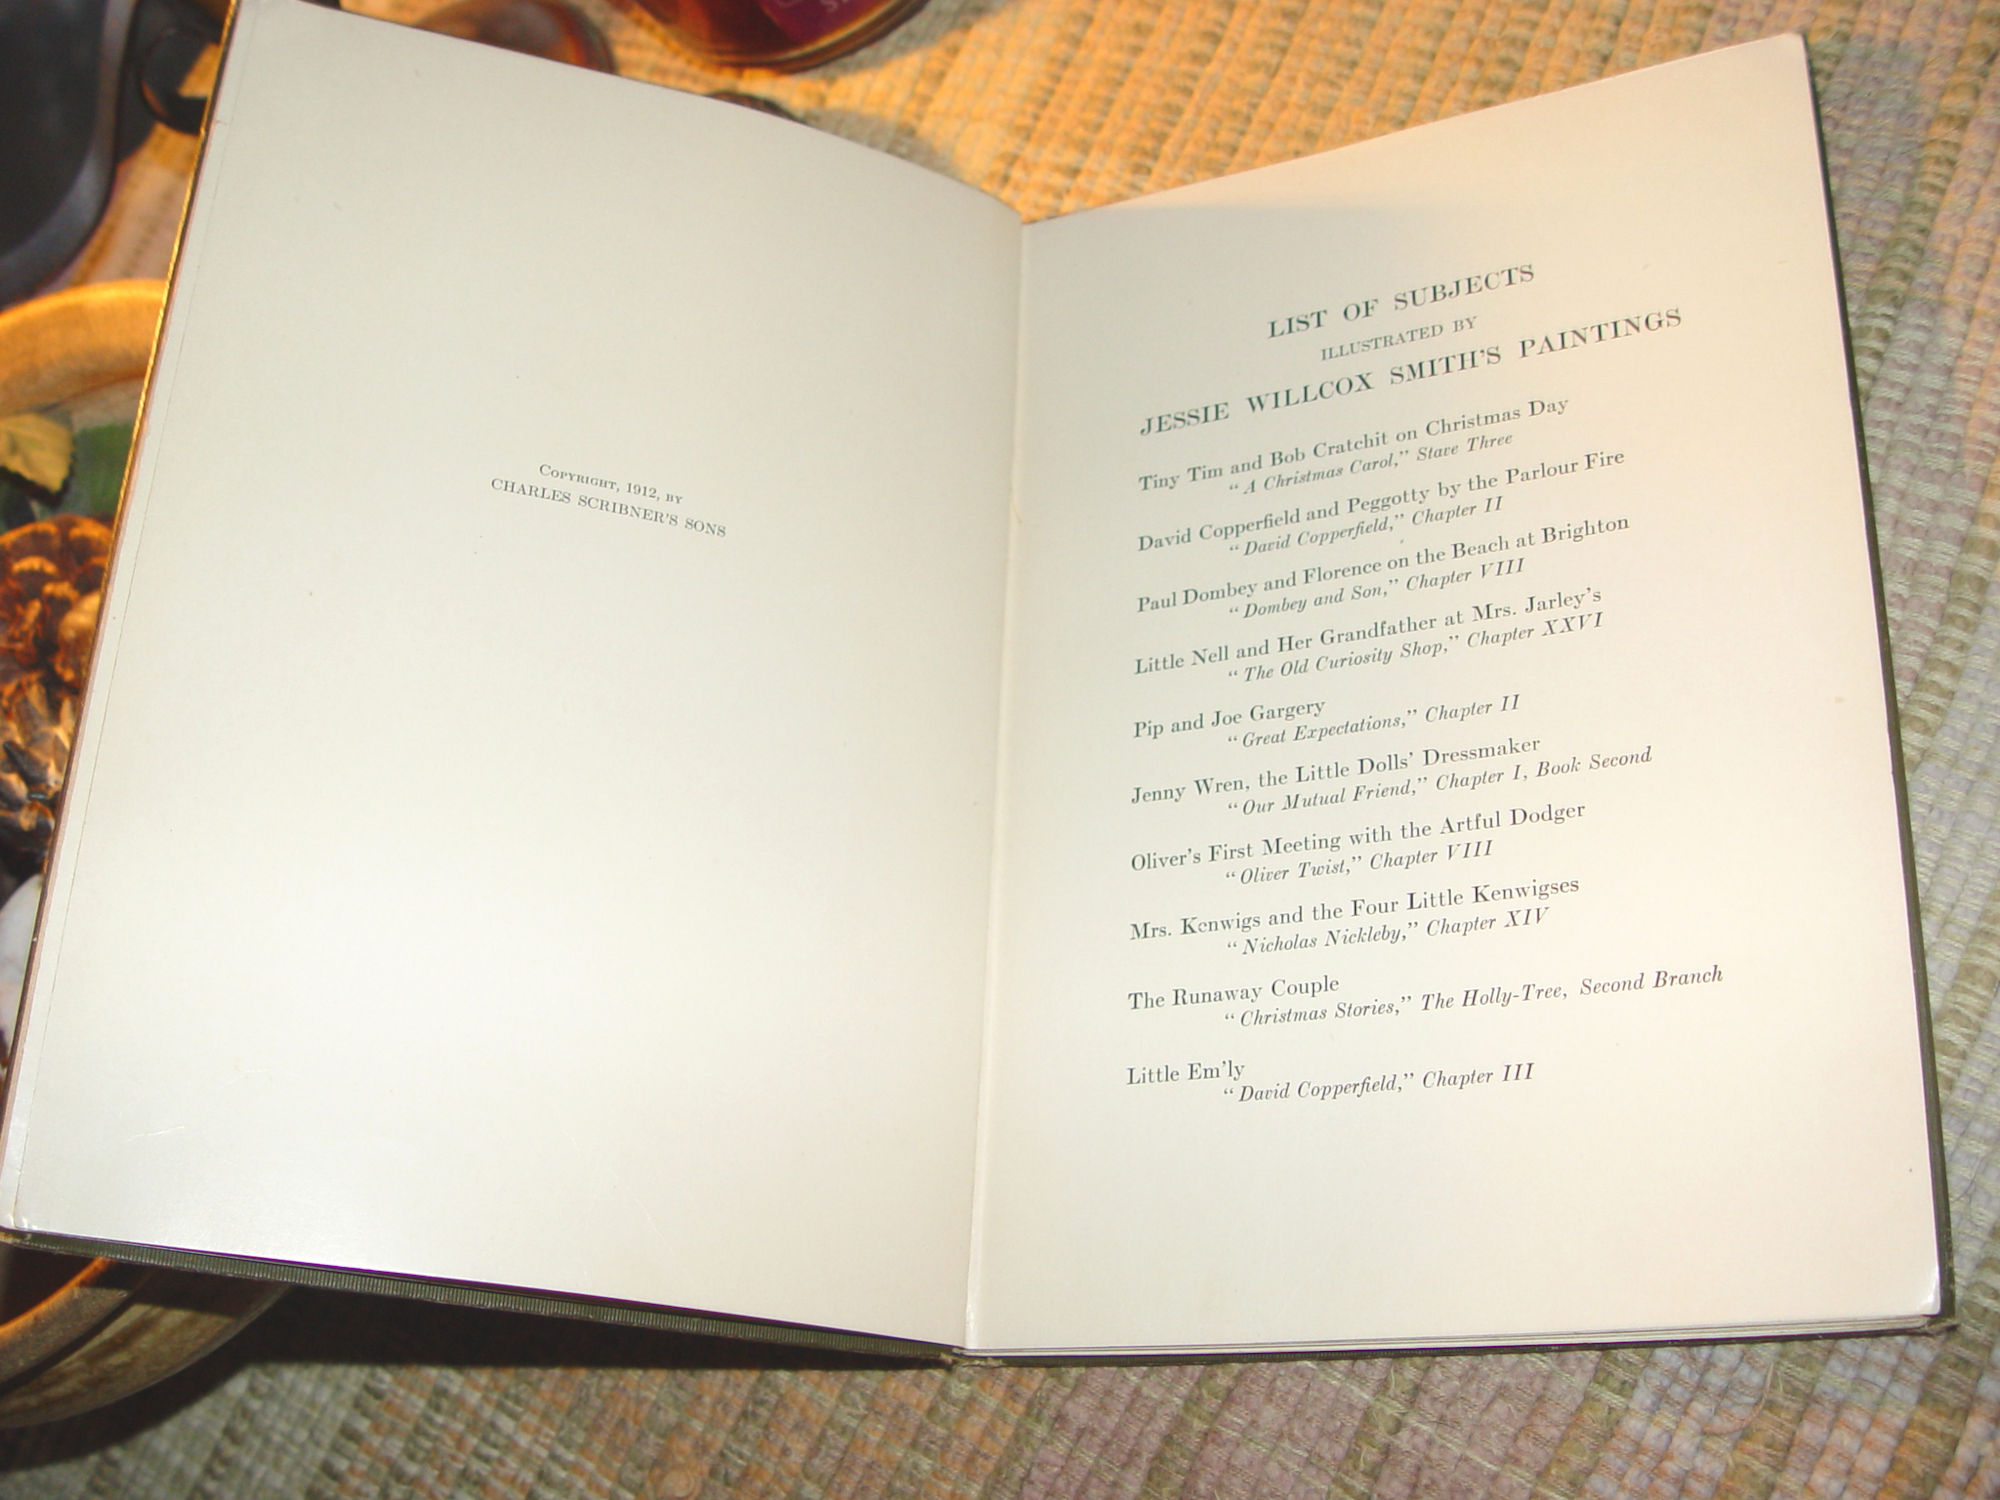 COPYRIGHT, 1912, BY
CHARLES SCRIBNER'S SONS
LIST OF SUBJECTS
ILLUSTRATED BY
JESSIE WILLCOX SMITH'S PAINTINGS
Tiny Tim and Bob Cratchit on Christmas Day
“A Christmas Carol,” Stave Three
David Copperfield and Peggotty by the Parlour Fire
“David Copperfield,” Chapter II
Paul Dombey and Florence on the Beach at Brighton
“Dombey and Son,” Chapter VIII
Little Nell and Her Grandfather at Mrs. Jarley’s
“The Old Curiosity Shop,” Chapter XXVI
Pip and Joe Gargery
“Great Expectations,” Chapter II
Jenny Wren, the Little Dolls’ Dressmaker
“Our Mutual Friend,” Chapter I, Book Second
Oliver’s First Meeting with the Artful Dodger
“Oliver Twist,” Chapter VIII
Mrs. Kenwigs and the Four Little Kenwigses
“Nicholas Nickleby,” Chapter XIV
The Runaway Couple
“Christmas Stories,” The Holly-Tree, Second Branch
Little Em’ly
“David Copperfield,” Chapter III